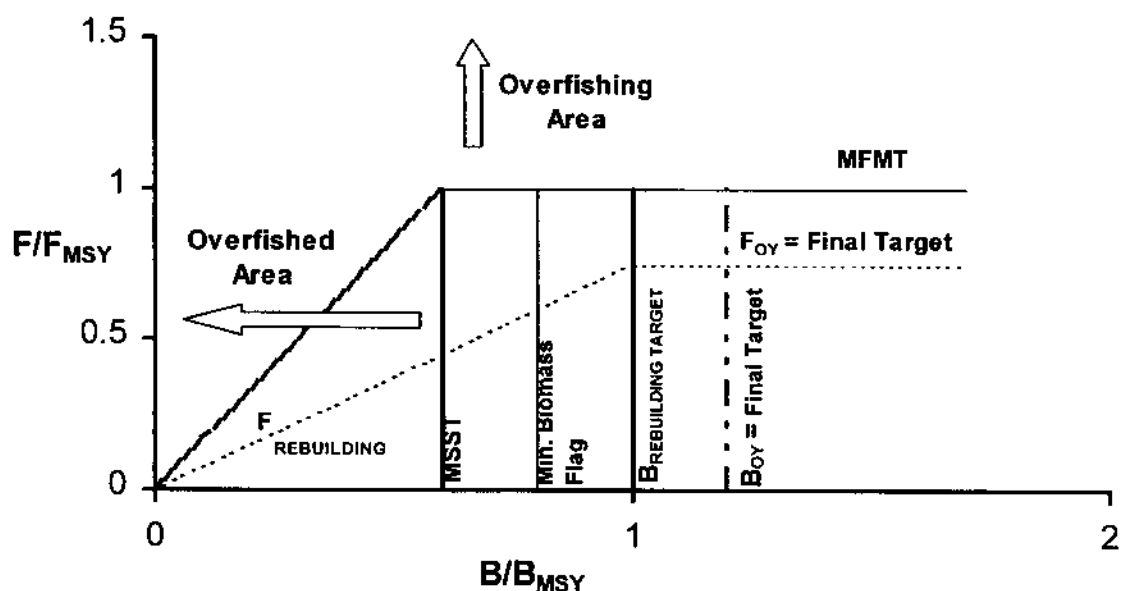 1.5
Overfishing
Area
MFMT
1
F/FMSY
Overfished
Area
FOY = Final Target
0.5
F
REBUILDING
MSST
Min. Biomass
Flag
BREBUILDING TARGET
BOY = Final Target
0
0
1
2
B/BMSY